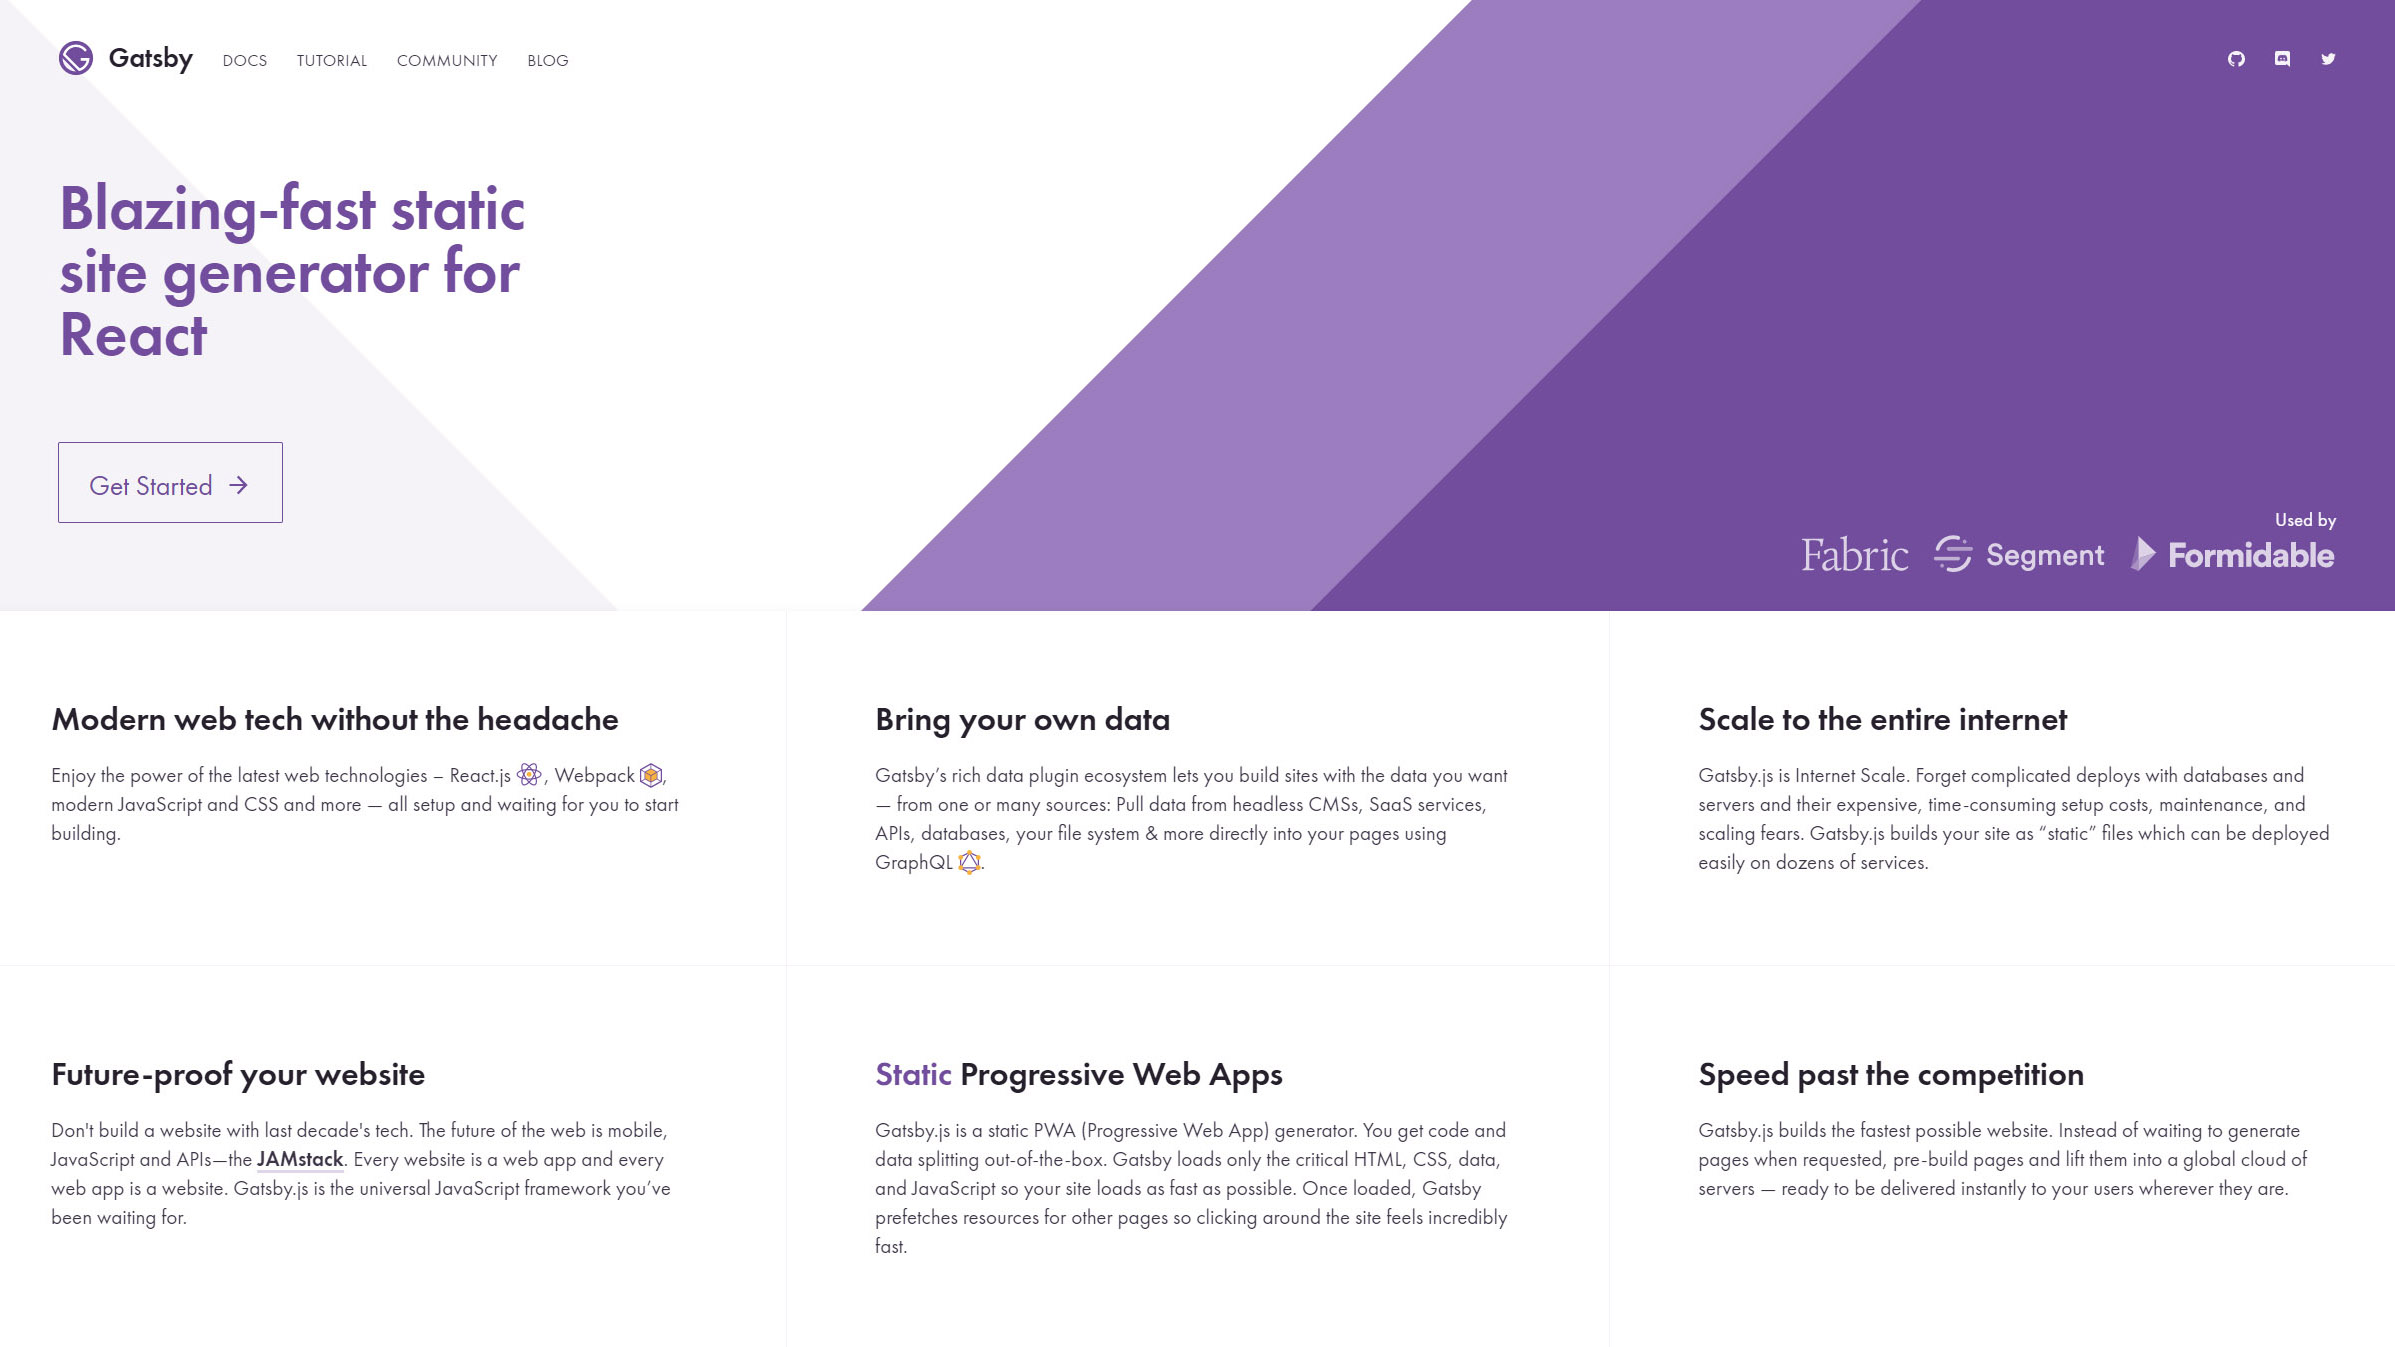 Gatsby DOCS TUTORIAL COMMUNITY BLOG
Blazing-fast static
site generator for
React
Get Started
Used by
Fabric Segment Formidable
Modern web tech without the headache
Enjoy the power of the latest web technologies – React.js , Webpack ,
modern JavaScript and CSS and more — all setup and waiting for you to start
building.
Bring your own data
Gatsby’s rich data plugin ecosystem lets you build sites with the data you want
— from one or many sources: Pull data from headless CMSs, SaaS services,
APIs, databases, your file system & more directly into your pages using
GraphQL .
Scale to the entire internet
Gatsby.js is Internet Scale. Forget complicated deploys with databases and
servers and their expensive, time-consuming setup costs, maintenance, and
scaling fears. Gatsby.js builds your site as “static” files which can be deployed
easily on dozens of services.
Future-proof your website
Don't build a website with last decade's tech. The future of the web is mobile,
JavaScript and APIs—the JAMstack. Every website is a web app and every
web app is a website. Gatsby.js is the universal JavaScript framework you’ve
been waiting for.
Static Progressive Web Apps
Gatsby.js is a static PWA (Progressive Web App) generator. You get code and
data splitting out-of-the-box. Gatsby loads only the critical HTML, CSS, data,
and JavaScript so your site loads as fast as possible. Once loaded, Gatsby
prefetches resources for other pages so clicking around the site feels incredibly
fast.
Speed past the competition
Gatsby.js builds the fastest possible website. Instead of waiting to generate
pages when requested, pre-build pages and lift them into a global cloud of
servers — ready to be delivered instantly to your users wherever they are.